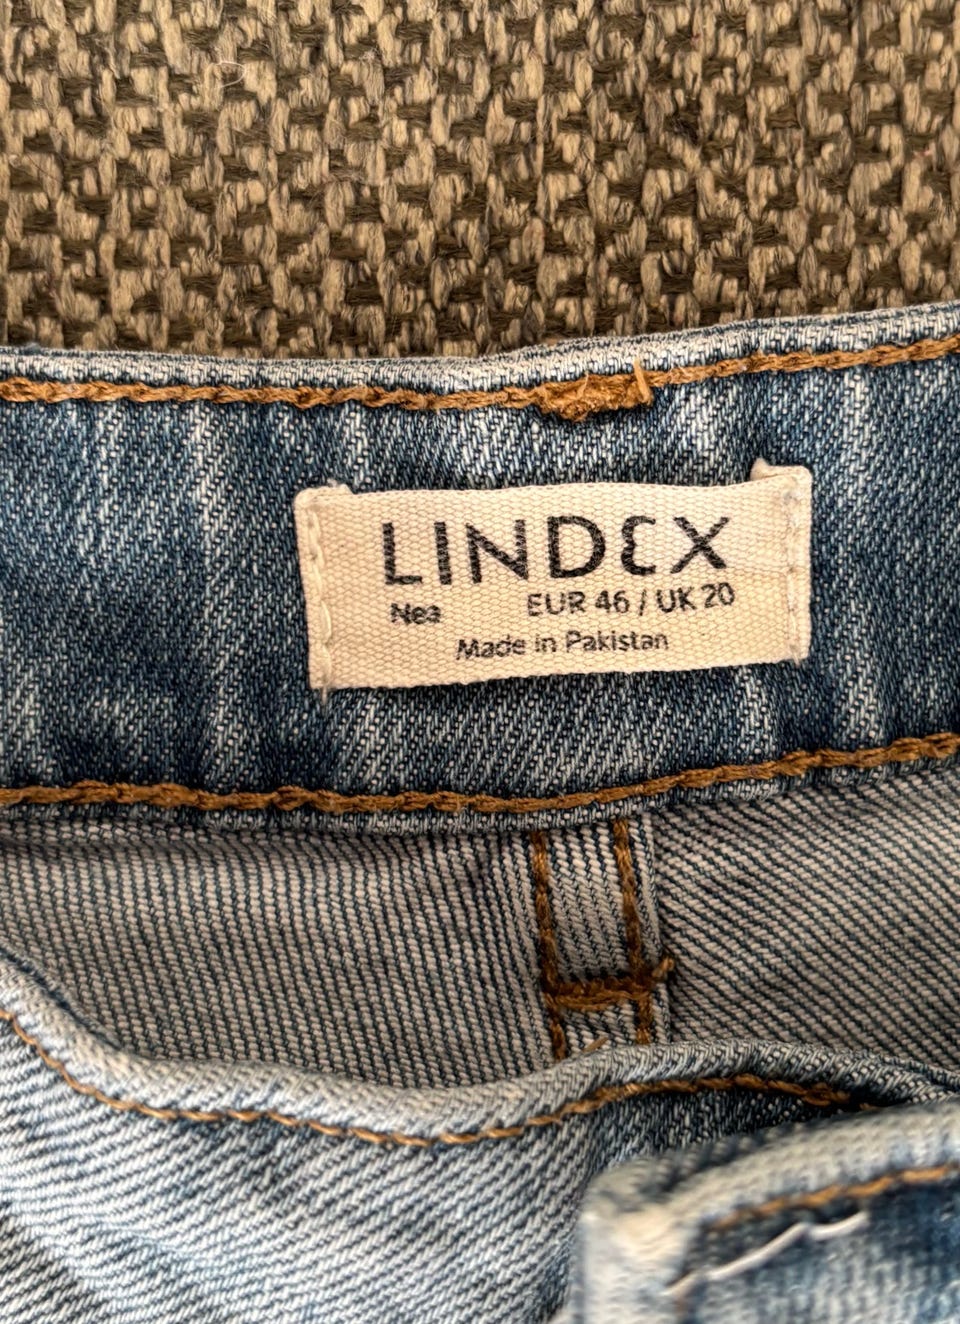 LINDEX
Nea EUR 46 / UK 20
Made in Pakistan